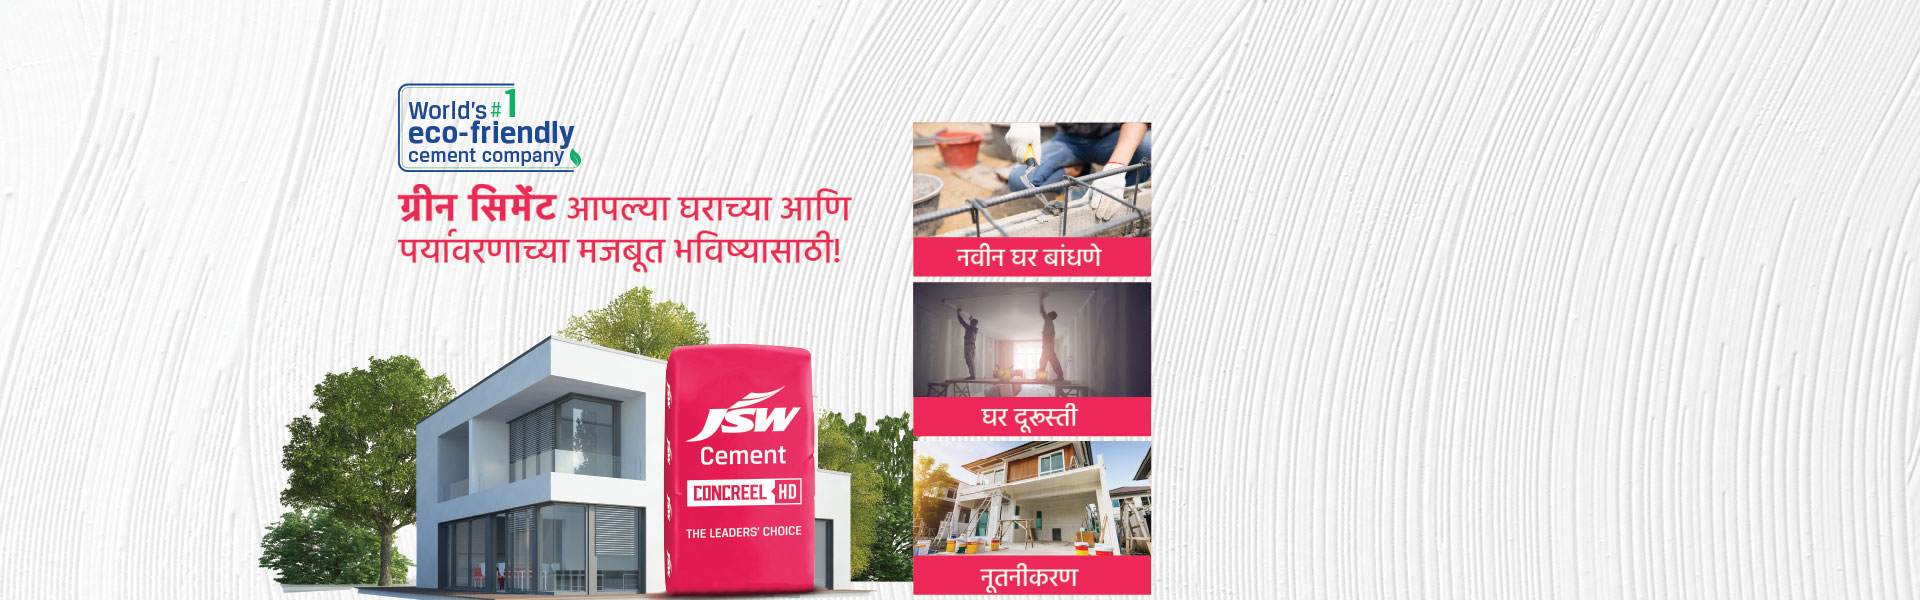 World's #1
eco-friendly
cement company
ग्रीन सिमेंट आपल्या घराच्या आणि
पर्यावरणाच्या मजबूत भविष्यासाठी!
JSW
Cement
CONCREEL HD
THE LEADERS' CHOICE
नवीन घर बांधणे
घर दूरूस्ती
नूतनीकरण